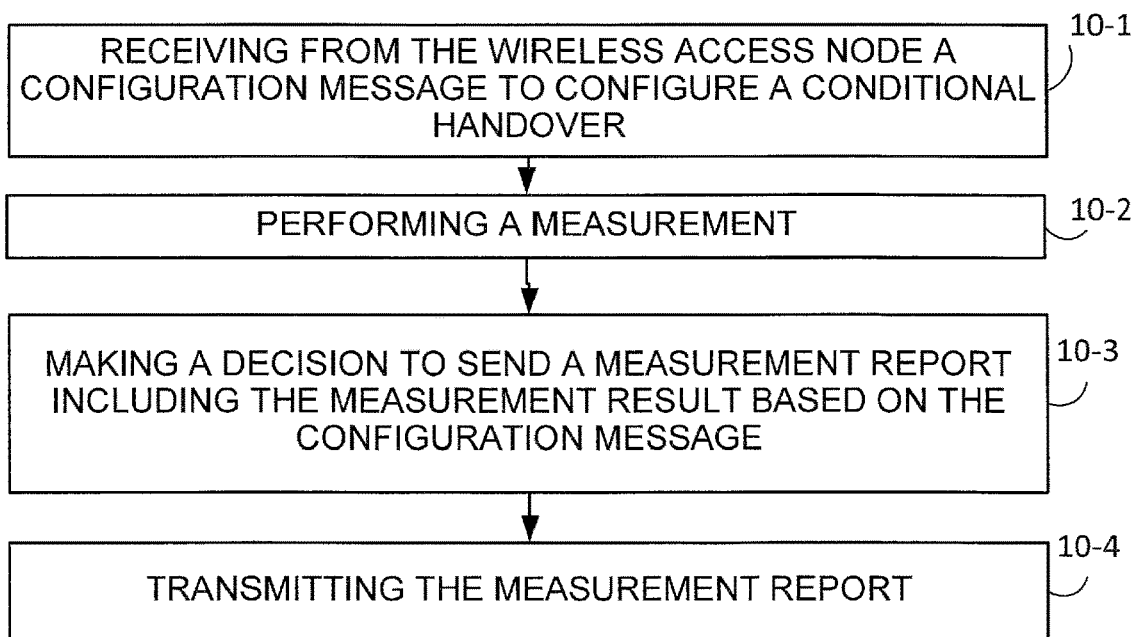 RECEIVING FROM THE WIRELESS ACCESS NODE A
CONFIGURATION MESSAGE TO CONFIGURE A CONDITIONAL
HANDOVER
10-1
PERFORMING A MEASUREMENT
10-2
MAKING A DECISION TO SEND A MEASUREMENT REPORT
INCLUDING THE MEASUREMENT RESULT BASED ON THE
CONFIGURATION MESSAGE
10-3
TRANSMITTING THE MEASUREMENT REPORT
10-4